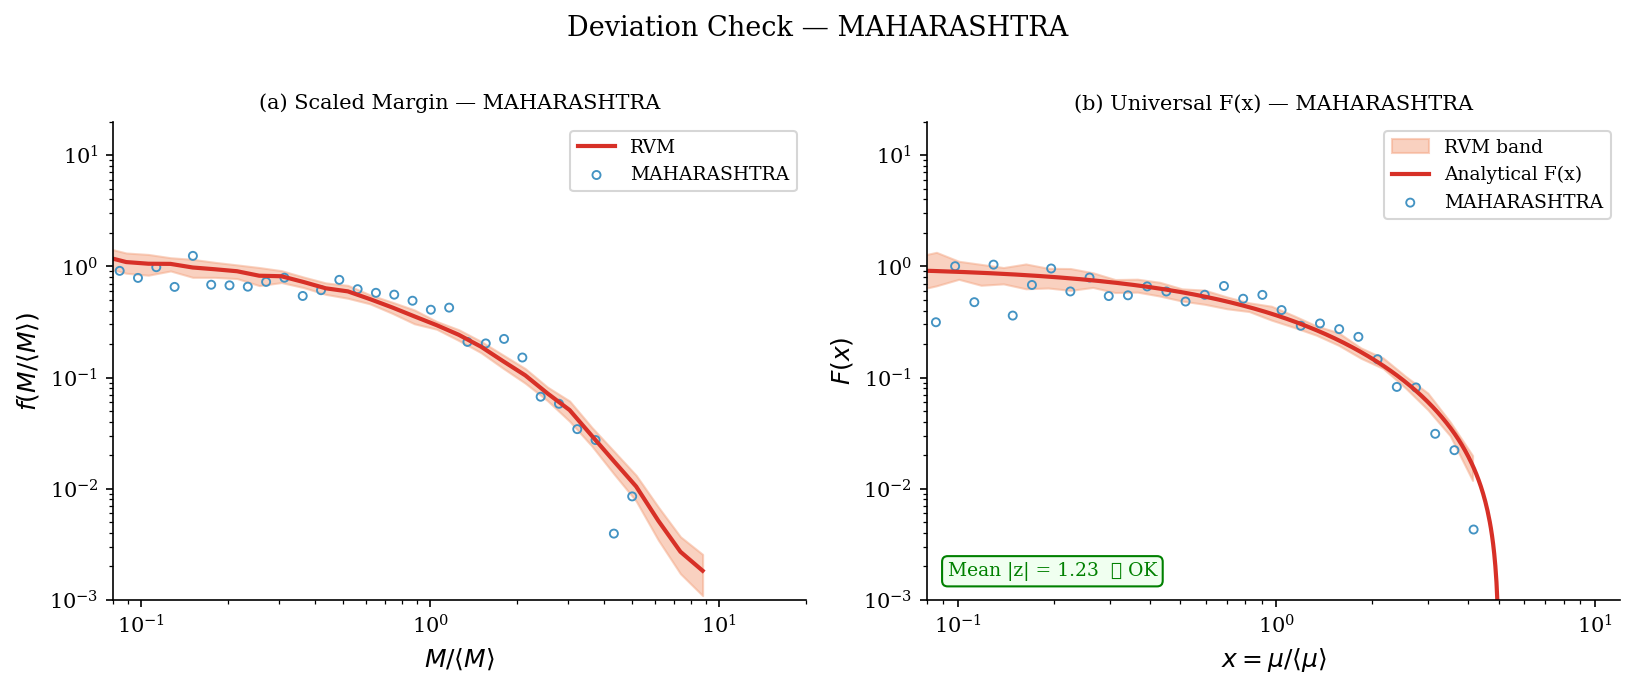 Deviation Check — MAHARASHTRA
(a) Scaled Margin — MAHARASHTRA
RVM
MAHARASHTRA
10¹
10⁰
10⁻¹
10⁻²
10⁻³
f(M/⟨M⟩)
10⁻¹
10⁰
10¹
M/⟨M⟩
(b) Universal F(x) — MAHARASHTRA
RVM band
Analytical F(x)
MAHARASHTRA
10¹
10⁰
10⁻¹
10⁻²
10⁻³
F(x)
Mean |z| = 1.23 ▯ OK
10⁻¹
10⁰
10¹
x = μ/⟨μ⟩